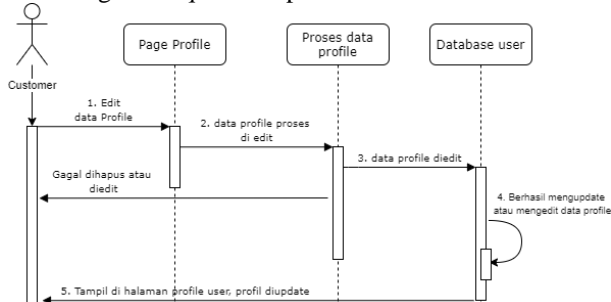 Page Profile
Proses data
profile
Database user
Customer
1. Edit
data Profile
2. data profile proses
di edit
3. data profile diedit
Gagal dihapus atau
diedit
4. Berhasil mengupdate
atau mengedit data profile
5. Tampil di halaman profile user, profil diupdate